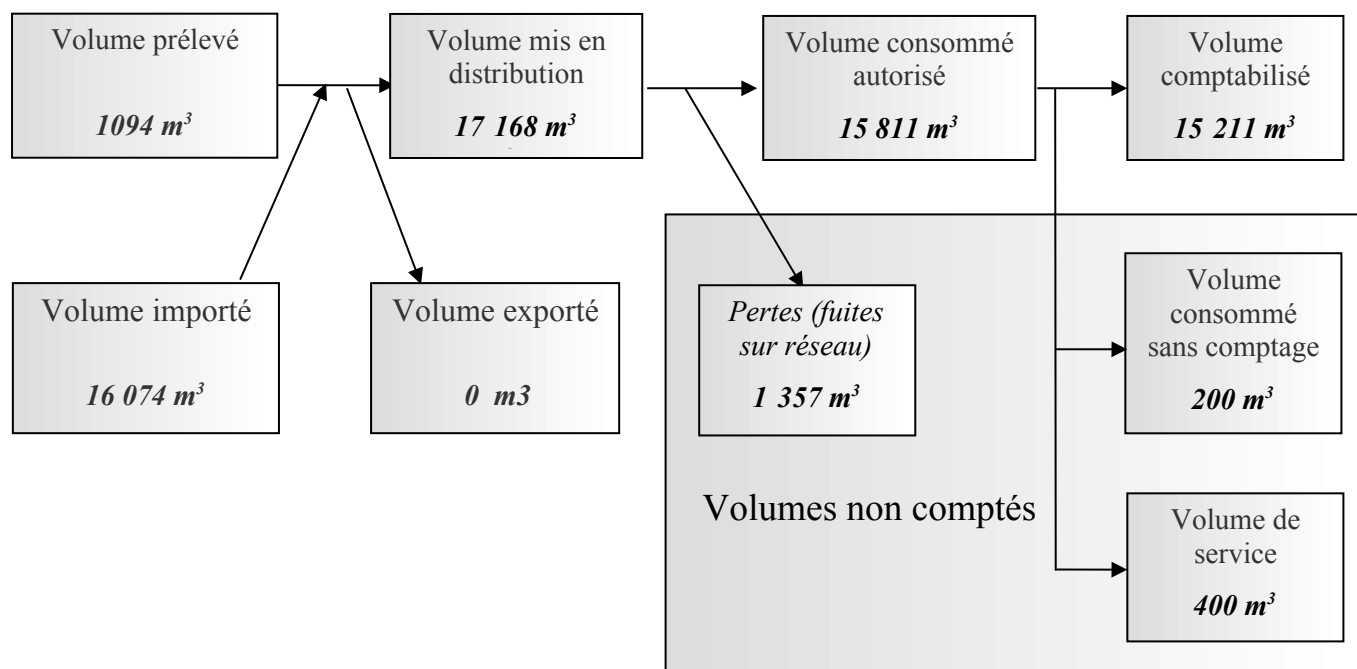 Volume prélevé
1094 m³
Volume mis en
distribution
17 168 m³
Volume consommé
autorisé
15 811 m³
Volume
comptabilisé
15 211 m³
Volume importé
16 074 m³
Volume exporté
0 m3
Pertes (fuites
sur réseau)
1 357 m³
Volume
consommé
sans comptage
200 m³
Volumes non comptés
Volume de
service
400 m³